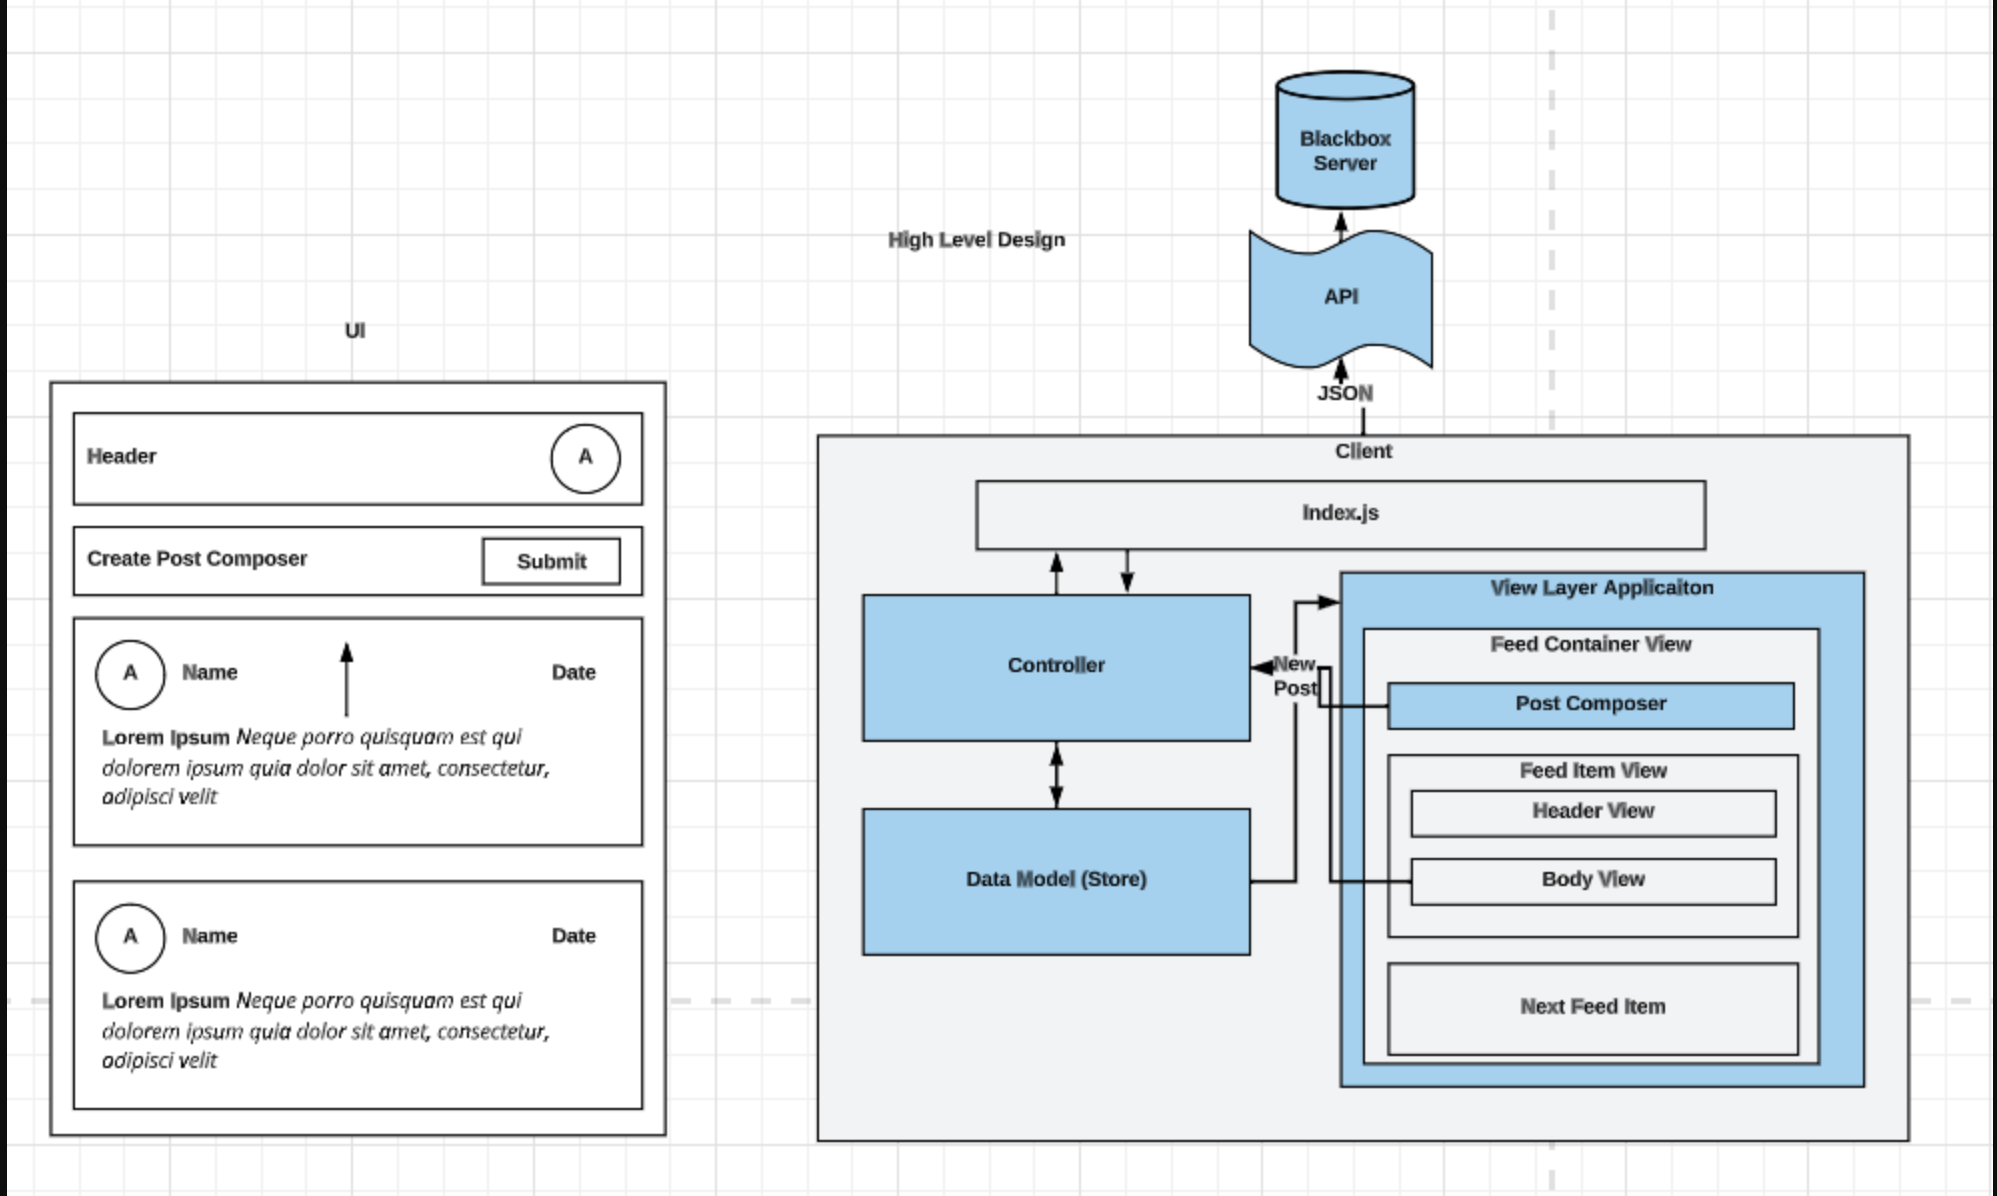 Blackbox
Server
High Level Design
API
UI
JSON
Header
A
Create Post Composer
Submit
A
Name
Date
Lorem Ipsum Neque porro quisquam est qui
dolorem ipsum quia dolor sit amet, consectetur,
adipisci velit
A
Name
Date
Lorem Ipsum Neque porro quisquam est qui
dolorem ipsum quia dolor sit amet, consectetur,
adipisci velit
Client
Index.js
Controller
New
Post
Data Model (Store)
View Layer Applicaiton
Feed Container View
Post Composer
Feed Item View
Header View
Body View
Next Feed Item